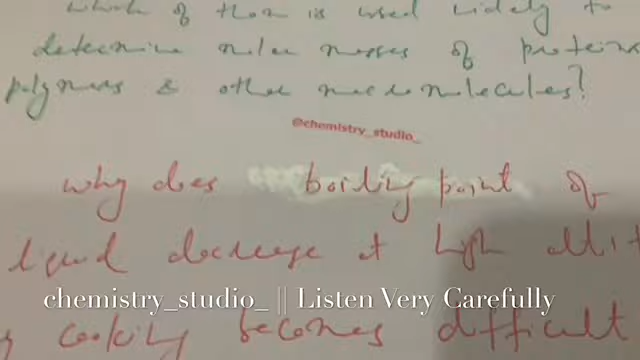 which of them is used widely to
determine molar masses of proteins
polymers & other macromolecules?
@chemistry_studio_
why does boiling point of
liquid decrease at high altit
chemistry_studio_ || Listen Very Carefully
cooking becomes difficult